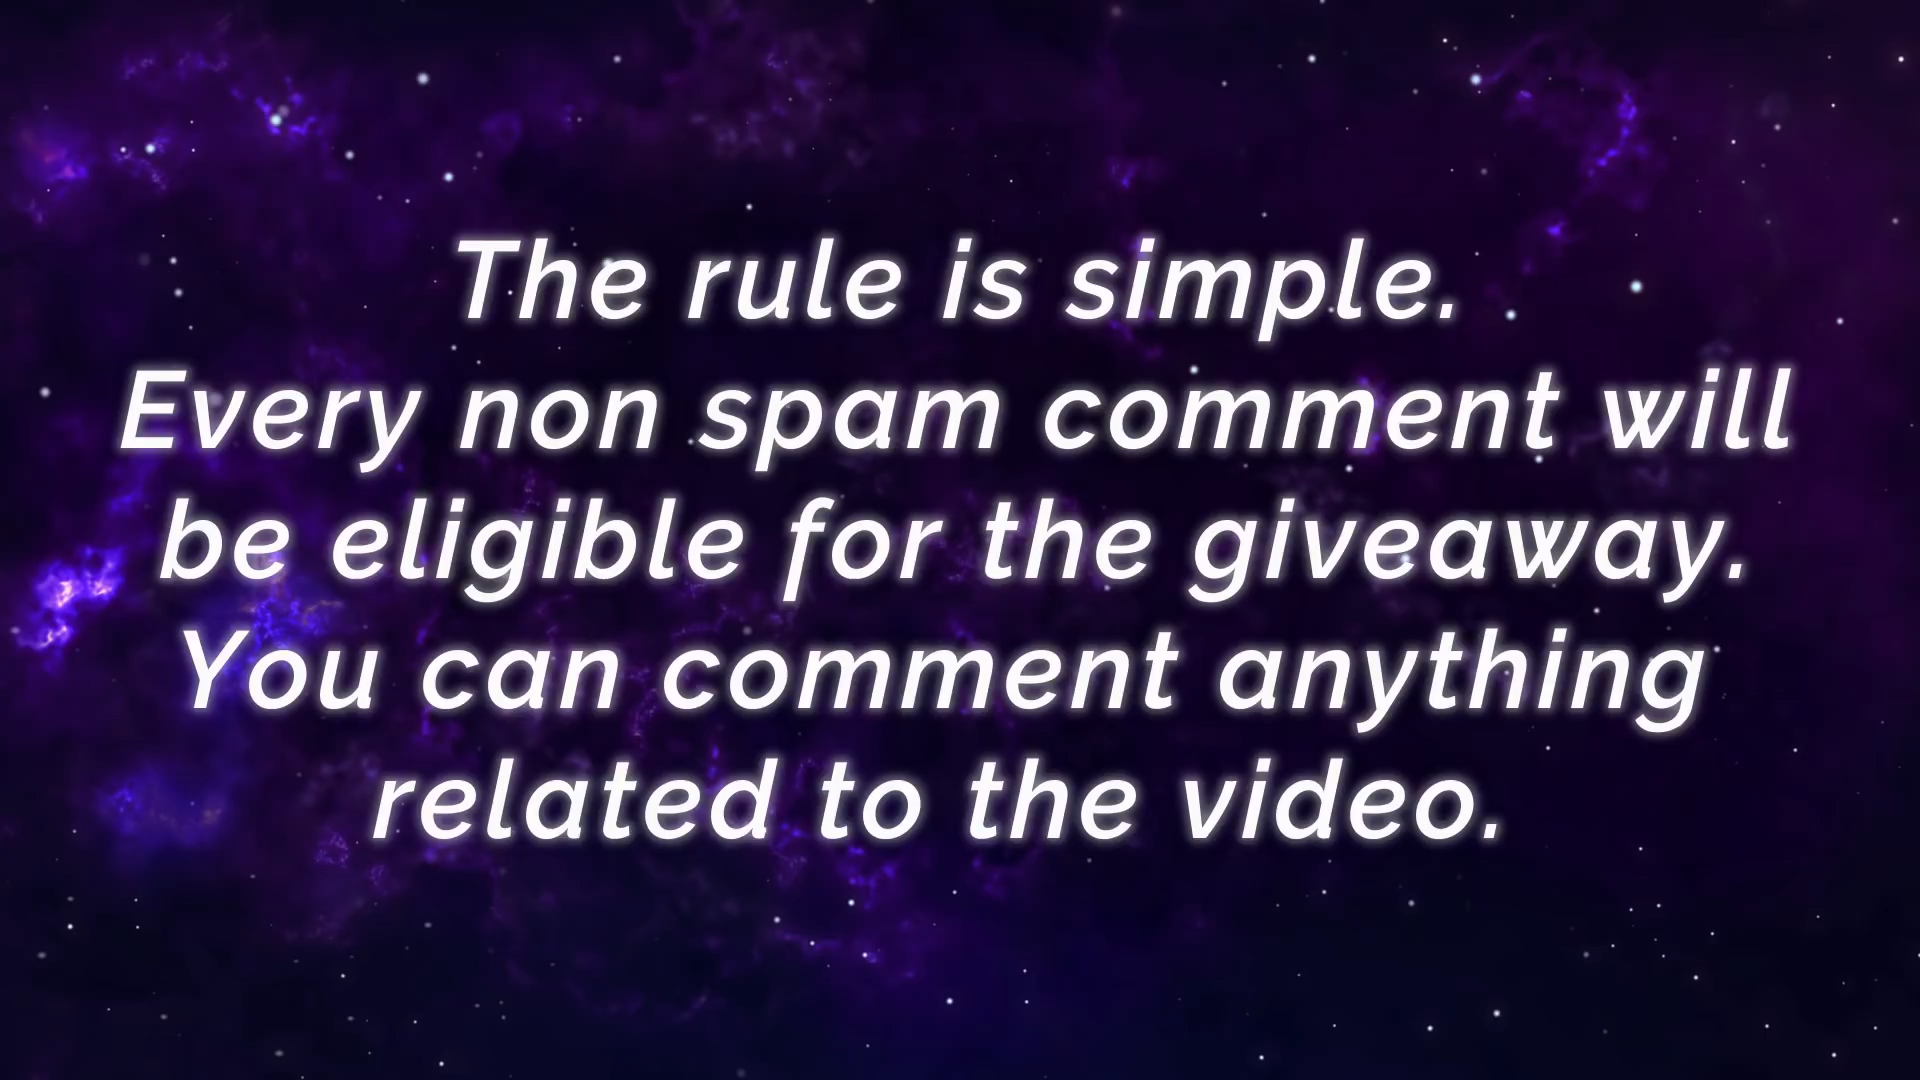 The rule is simple.
Every non spam comment will
be eligible for the giveaway.
You can comment anything
related to the video.